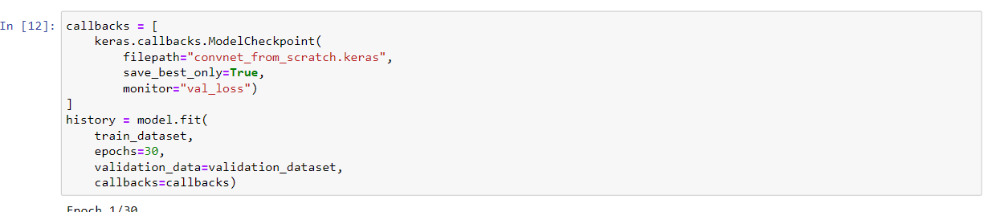 In [12]: callbacks = [
    keras.callbacks.ModelCheckpoint(
        filepath="convnet_from_scratch.keras",
        save_best_only=True,
        monitor="val_loss")
]
history = model.fit(
    train_dataset,
    epochs=30,
    validation_data=validation_dataset,
    callbacks=callbacks)
Epoch 1/30